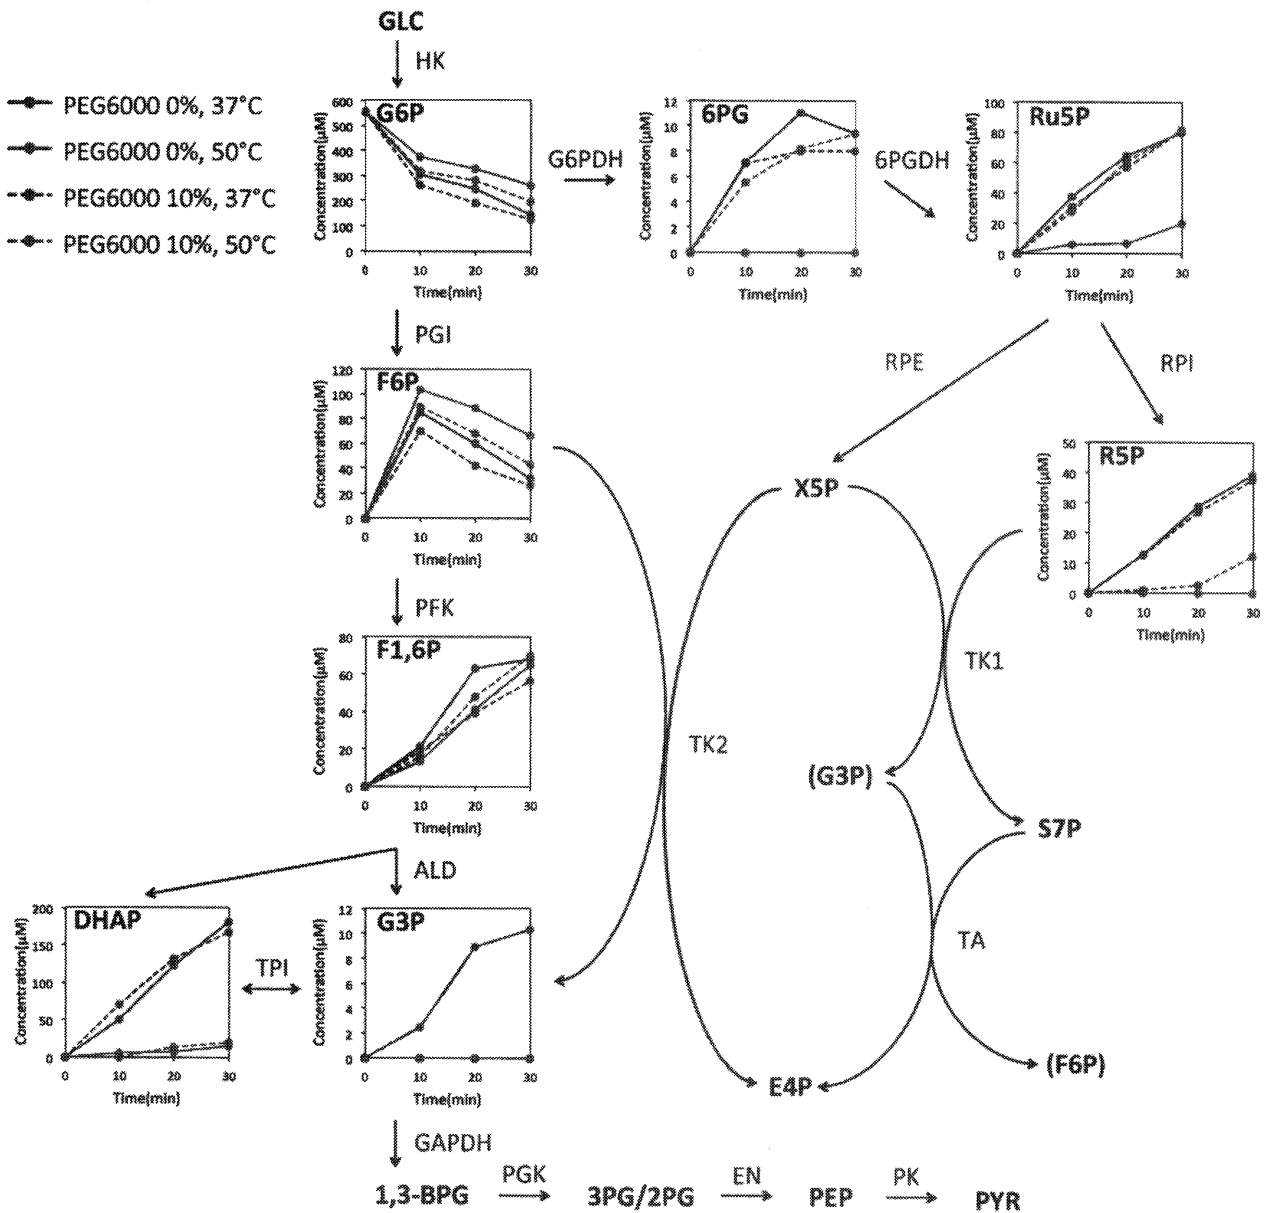 GLC
HK
PEG6000 0%, 37°C
PEG6000 0%, 50°C
PEG6000 10%, 37°C
PEG6000 10%, 50°C
G6P
Concentration(μM)
600
500
400
300
200
100
0
0 10 20 30
Time(min)
G6PDH
6PG
Concentration(μM)
12
10
8
6
4
2
0
0 10 20 30
Time(min)
6PGDH
Ru5P
Concentration(μM)
100
80
60
40
20
0
0 10 20 30
Time(min)
PGI
RPE
RPI
F6P
Concentration(μM)
120
100
80
60
40
20
0
0 10 20 30
Time(min)
X5P
R5P
Concentration(μM)
50
40
30
20
10
0
0 10 20 30
Time(min)
PFK
F1,6P
Concentration(μM)
80
60
40
20
0
0 10 20 30
Time(min)
TK1
TK2
(G3P)
S7P
ALD
DHAP
Concentration(μM)
200
150
100
50
0
0 10 20 30
Time(min)
TPI
G3P
Concentration(μM)
12
10
8
6
4
2
0
0 10 20 30
Time(min)
TA
(F6P)
E4P
GAPDH
1,3-BPG PGK 3PG/2PG EN PEP PK PYR